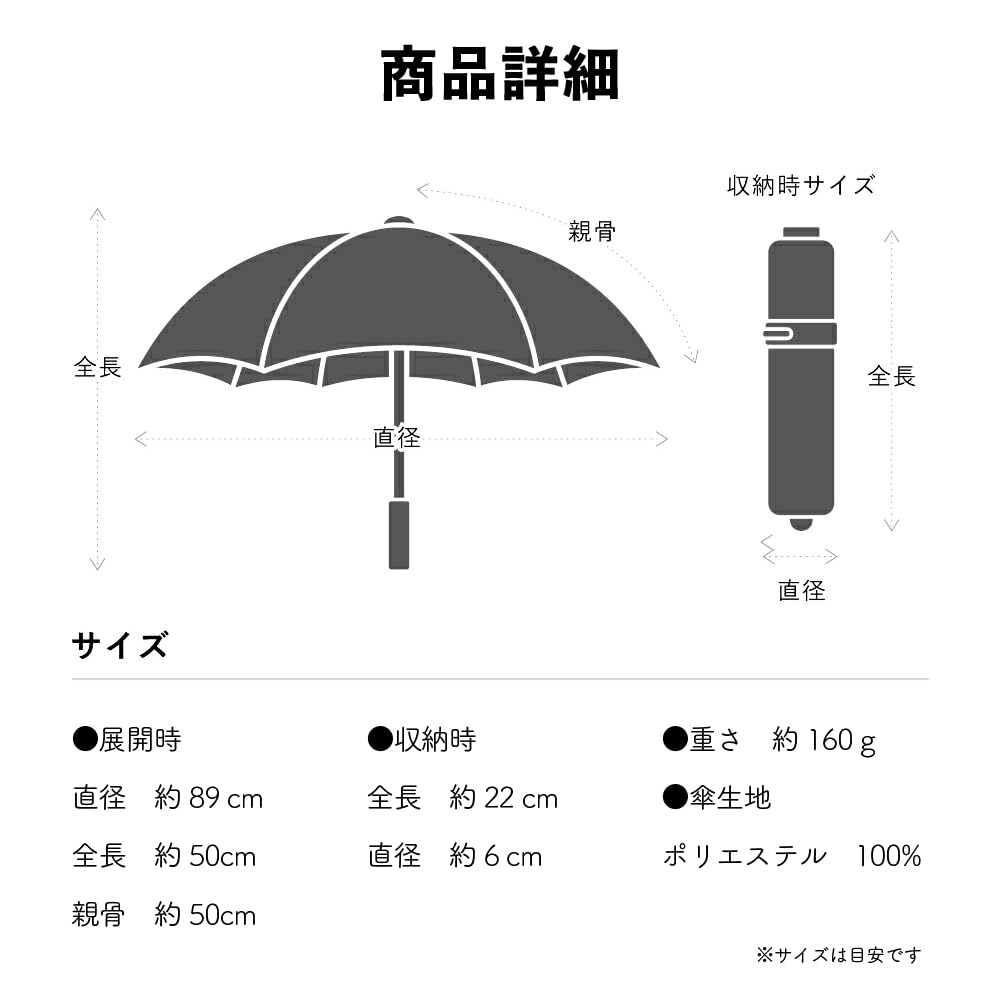 商品詳細
収納時サイズ
親骨
全長
全長
直径
直径
サイズ
●展開時
直径 約 89 cm
全長 約 50cm
親骨 約 50cm
●収納時
全長 約 22 cm
直径 約 6 cm
●重さ 約 160 g
●傘生地
ポリエステル 100%
※サイズは目安です